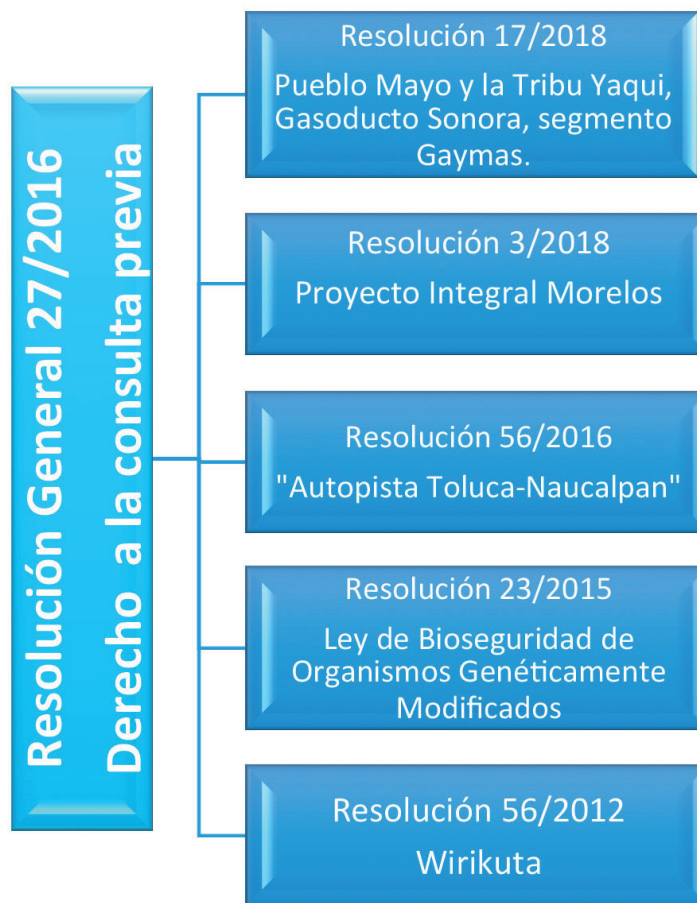 Resolución General 27/2016
Derecho a la consulta previa
Resolución 17/2018
Pueblo Mayo y la Tribu Yaqui,
Gasoducto Sonora, segmento
Gaymas.
Resolución 3/2018
Proyecto Integral Morelos
Resolución 56/2016
"Autopista Toluca-Naucalpan"
Resolución 23/2015
Ley de Bioseguridad de
Organismos Genéticamente
Modificados
Resolución 56/2012
Wirikuta